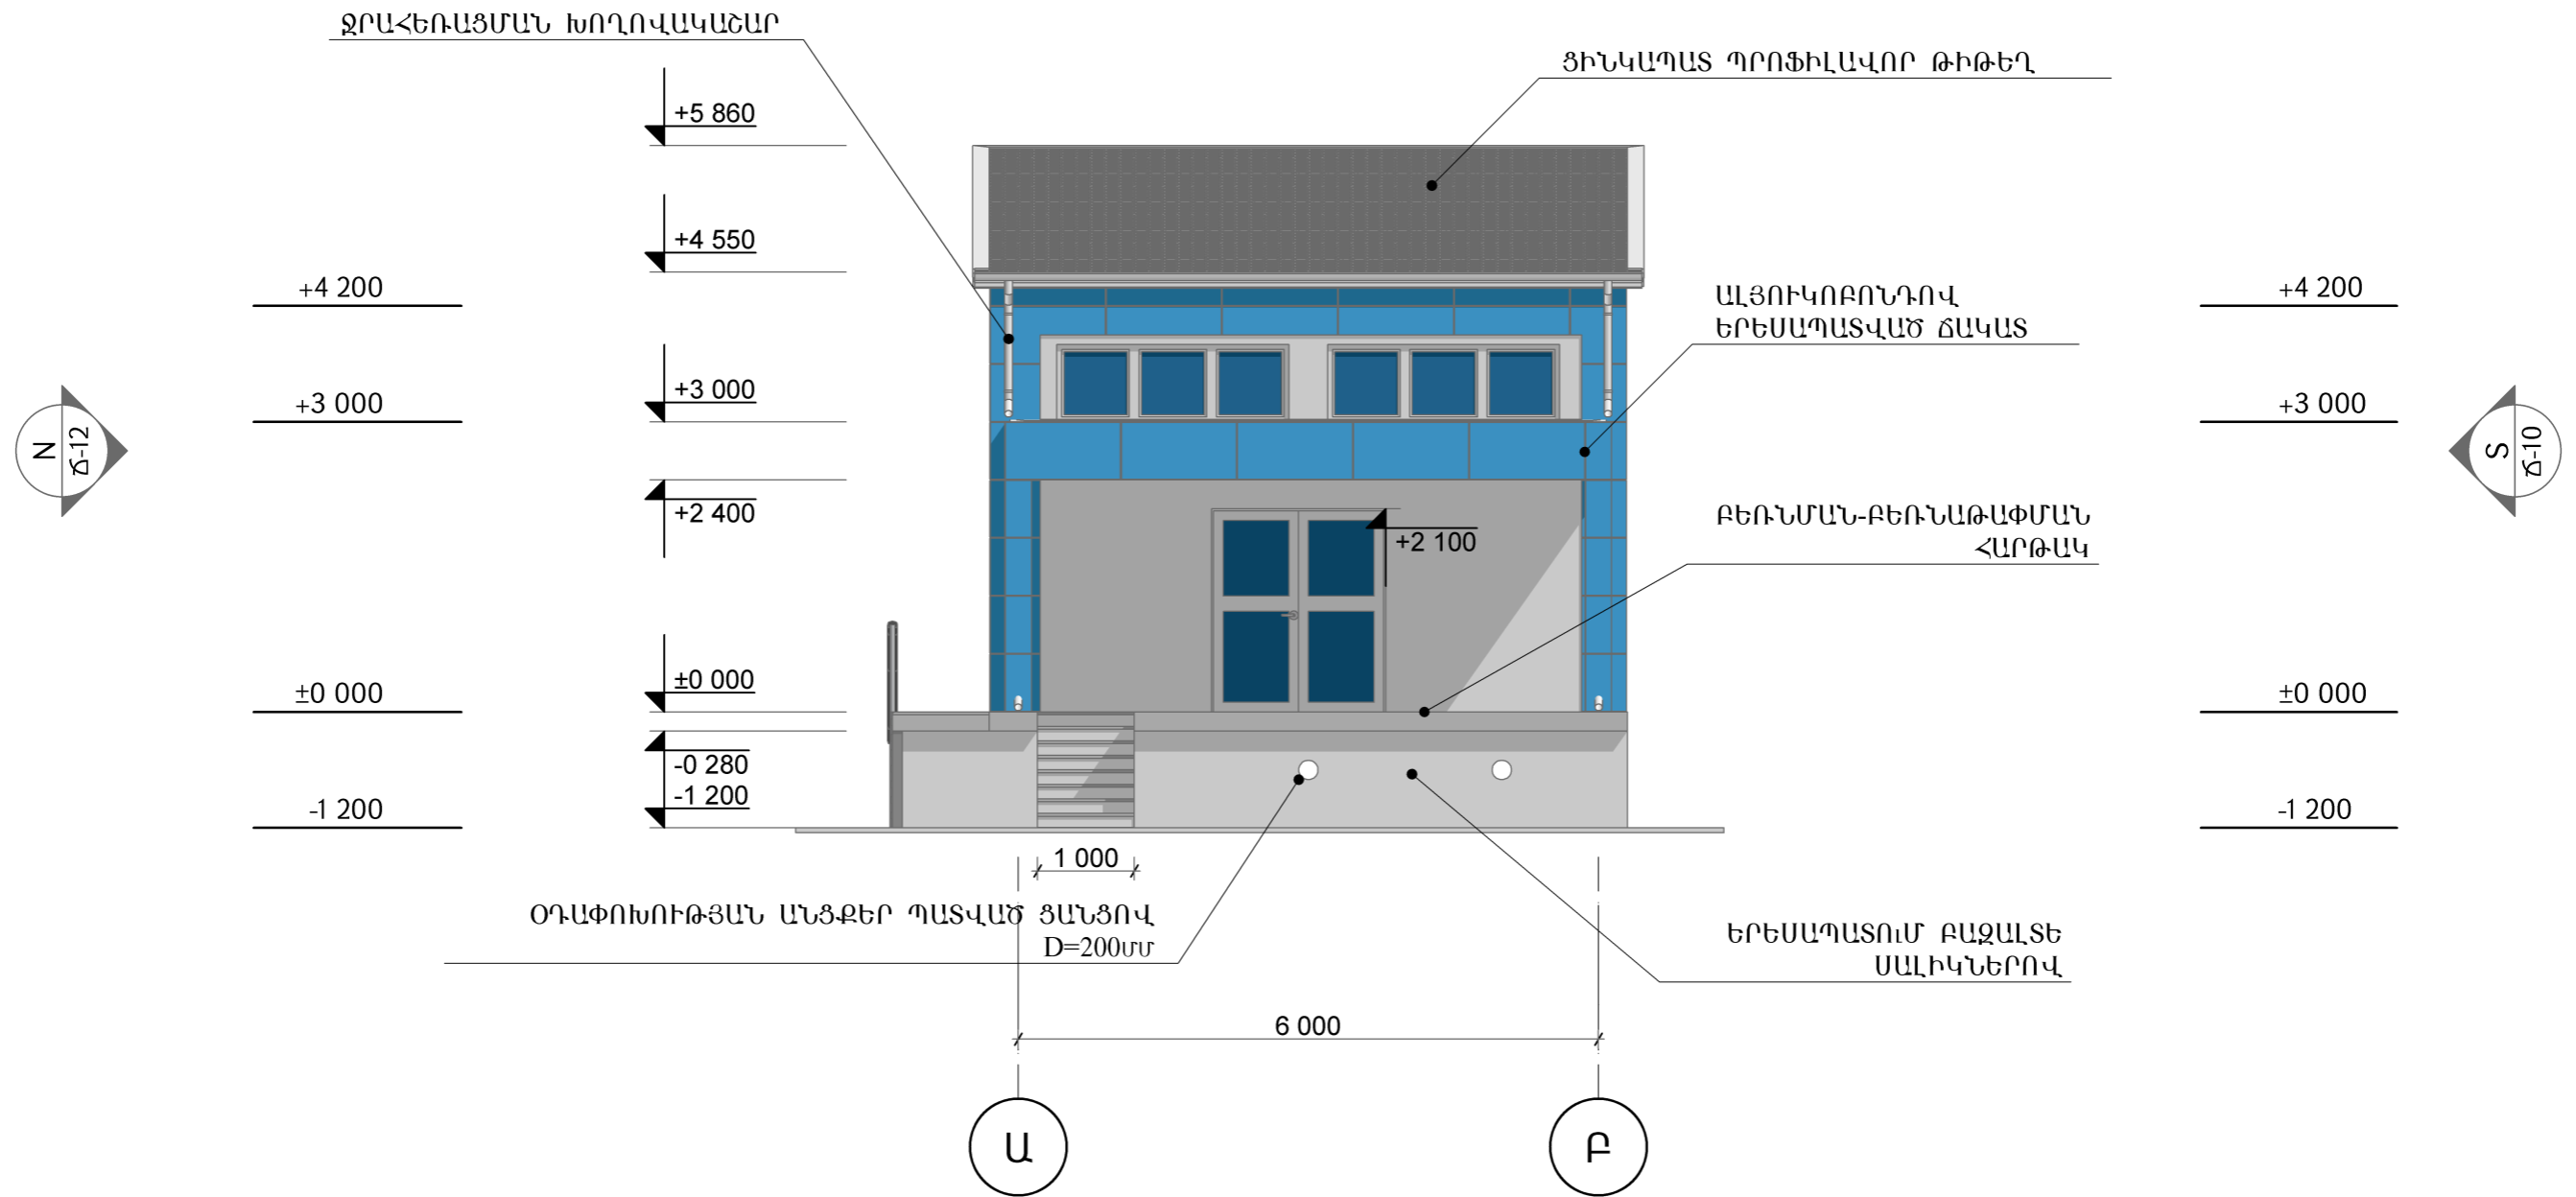 ՋՐԱՀԵՌԱՑՄԱՆ ԽՈՂՈՎԱԿԱՇԱՐ
ՑԻՆԿԱՊԱՏ ՊՐՈՖԻԼԱՎՈՐ ԹԻԹԵՂ
+5 860
+4 550
+4 200
+4 200
ԱԼՅՈՒԿՈԲՈՆԴՈՎ
ԵՐԵՍԱՊԱՏՎԱԾ ՃԱԿԱՏ
+3 000
+3 000
+3 000
N
Ճ-12
S
Ճ-10
+2 400
ԲԵՌՆՄԱՆ-ԲԵՌՆԱԹԱՓՄԱՆ
ՀԱՐԹԱԿ
+2 100
±0 000
±0 000
±0 000
-0 280
-1 200
-1 200
-1 200
1 000
ՕԴԱՓՈԽՈՒԹՅԱՆ ԱՆՑՔԵՐ ՊԱՏՎԱԾ ՑԱՆՑՈՎ
D=200ՄՄ
ԵՐԵՍԱՊԱՏՈւՄ ԲԱԶԱԼՏԵ
ՍԱԼԻԿՆԵՐՈՎ
6 000
Ա
Բ